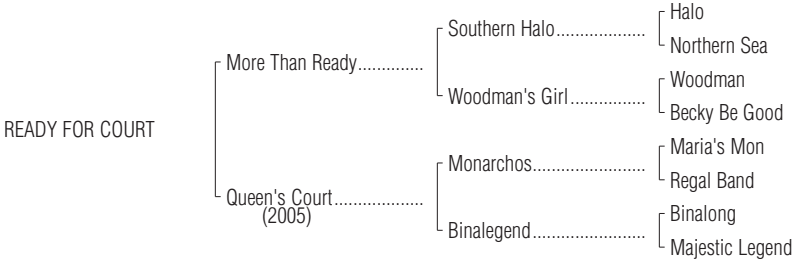 Halo
Southern Halo....................
Northern Sea
More Than Ready..............
Woodman
Woodman's Girl.................
Becky Be Good
READY FOR COURT
Maria's Mon
Monarchos.........................
Regal Band
Queen's Court...................
(2005)
Binalong
Binalegend.........................
Majestic Legend